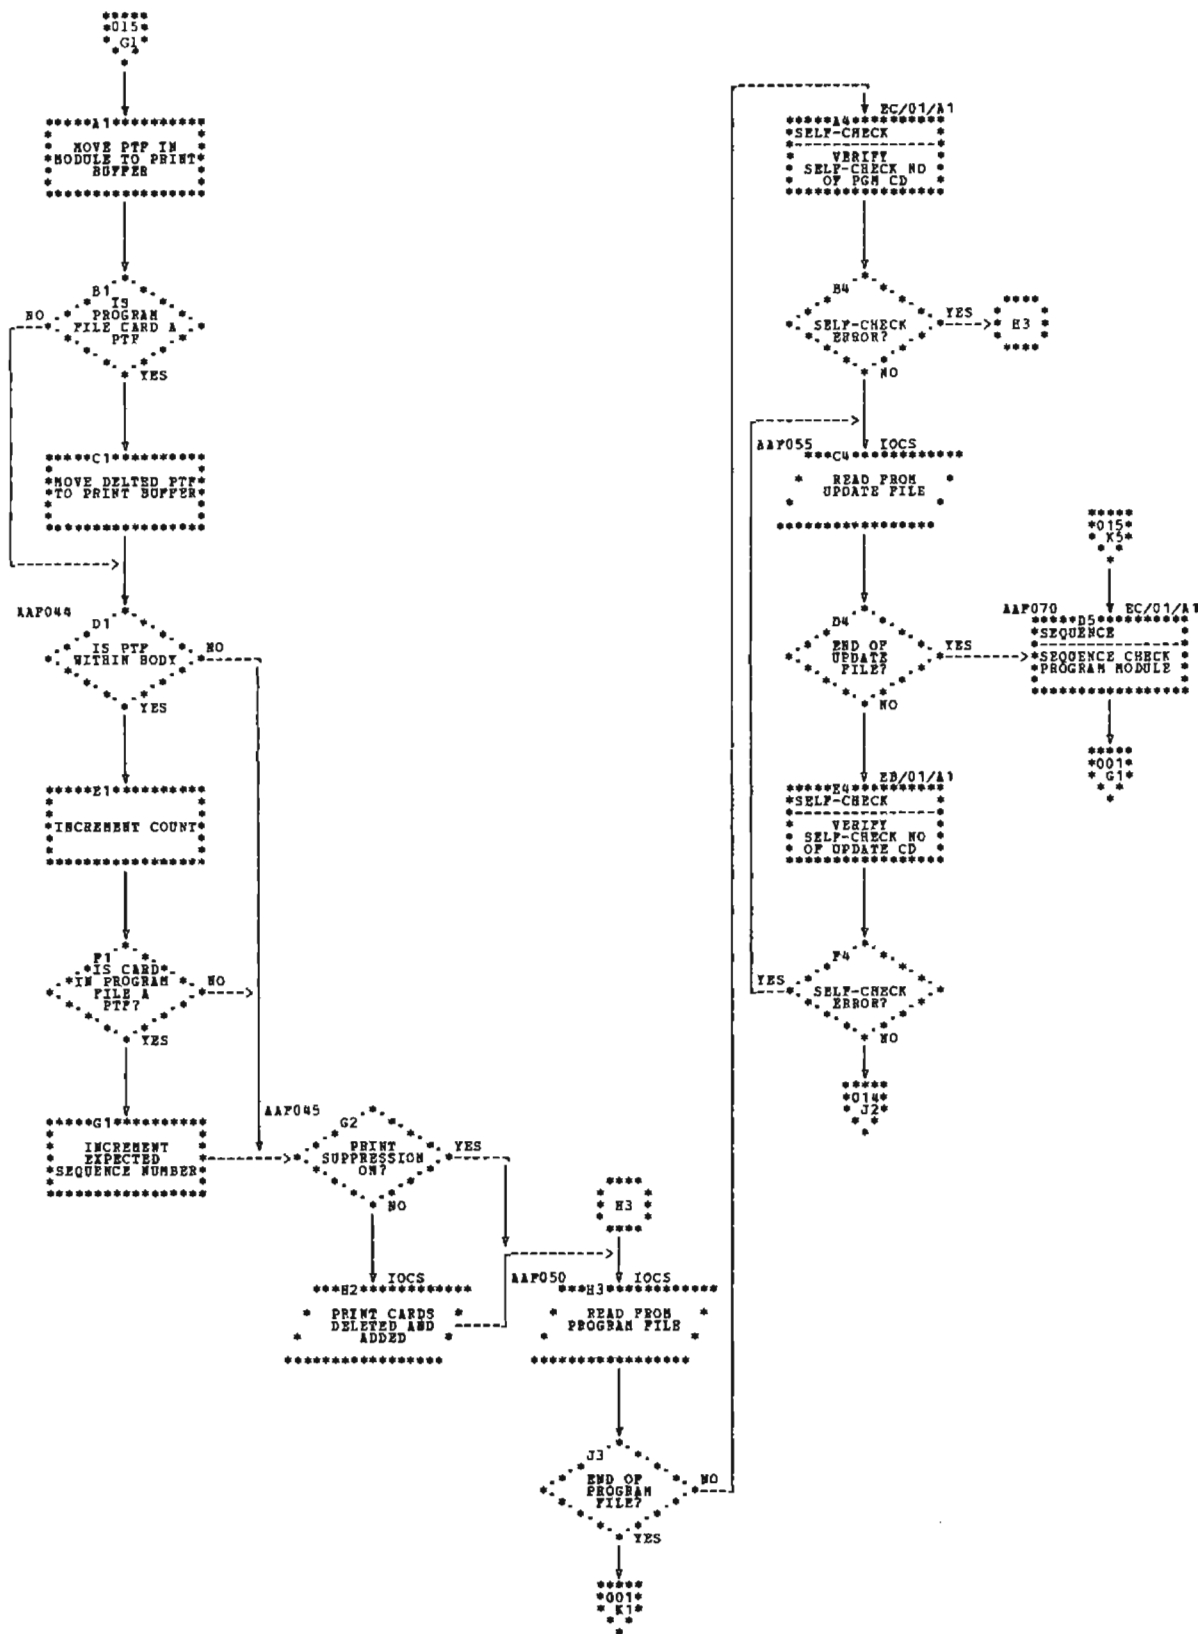 015
G1
A1
MOVE PTF IN
MODULE TO PRINT
BUFFER
B1
IS
PROGRAM
FILE CARD A
PTF
NO
YES
C1
MOVE DELTED PTF
TO PRINT BUFFER
AAF044
D1
IS PTF
WITHIN BODY
NO
YES
E1
INCREMENT COUNT
F1
IS CARD
IN PROGRAM
FILE A
PTF?
NO
YES
G1
INCREMENT
EXPECTED
SEQUENCE NUMBER
AAF045
G2
PRINT
SUPPRESSION
ON?
YES
NO
H2
IOCS
PRINT CARDS
DELETED AND
ADDED
H3
AAF050
H3
IOCS
READ FROM
PROGRAM FILE
J3
END OF
PROGRAM
FILE?
NO
YES
001
K1
EC/01/A1
A4
SELF-CHECK
VERIFY
SELF-CHECK NO
OF PGM CD
B4
SELF-CHECK
ERROR?
YES
H3
NO
AAF055
IOCS
C4
READ FROM
UPDATE FILE
D4
END OF
UPDATE
FILE?
YES
NO
015
K5
AAF070
EC/01/A1
D5
SEQUENCE
SEQUENCE CHECK
PROGRAM MODULE
001
G1
EB/01/A1
E4
SELF-CHECK
VERIFY
SELF-CHECK NO
OF UPDATE CD
F4
SELF-CHECK
ERROR?
YES
NO
014
J2